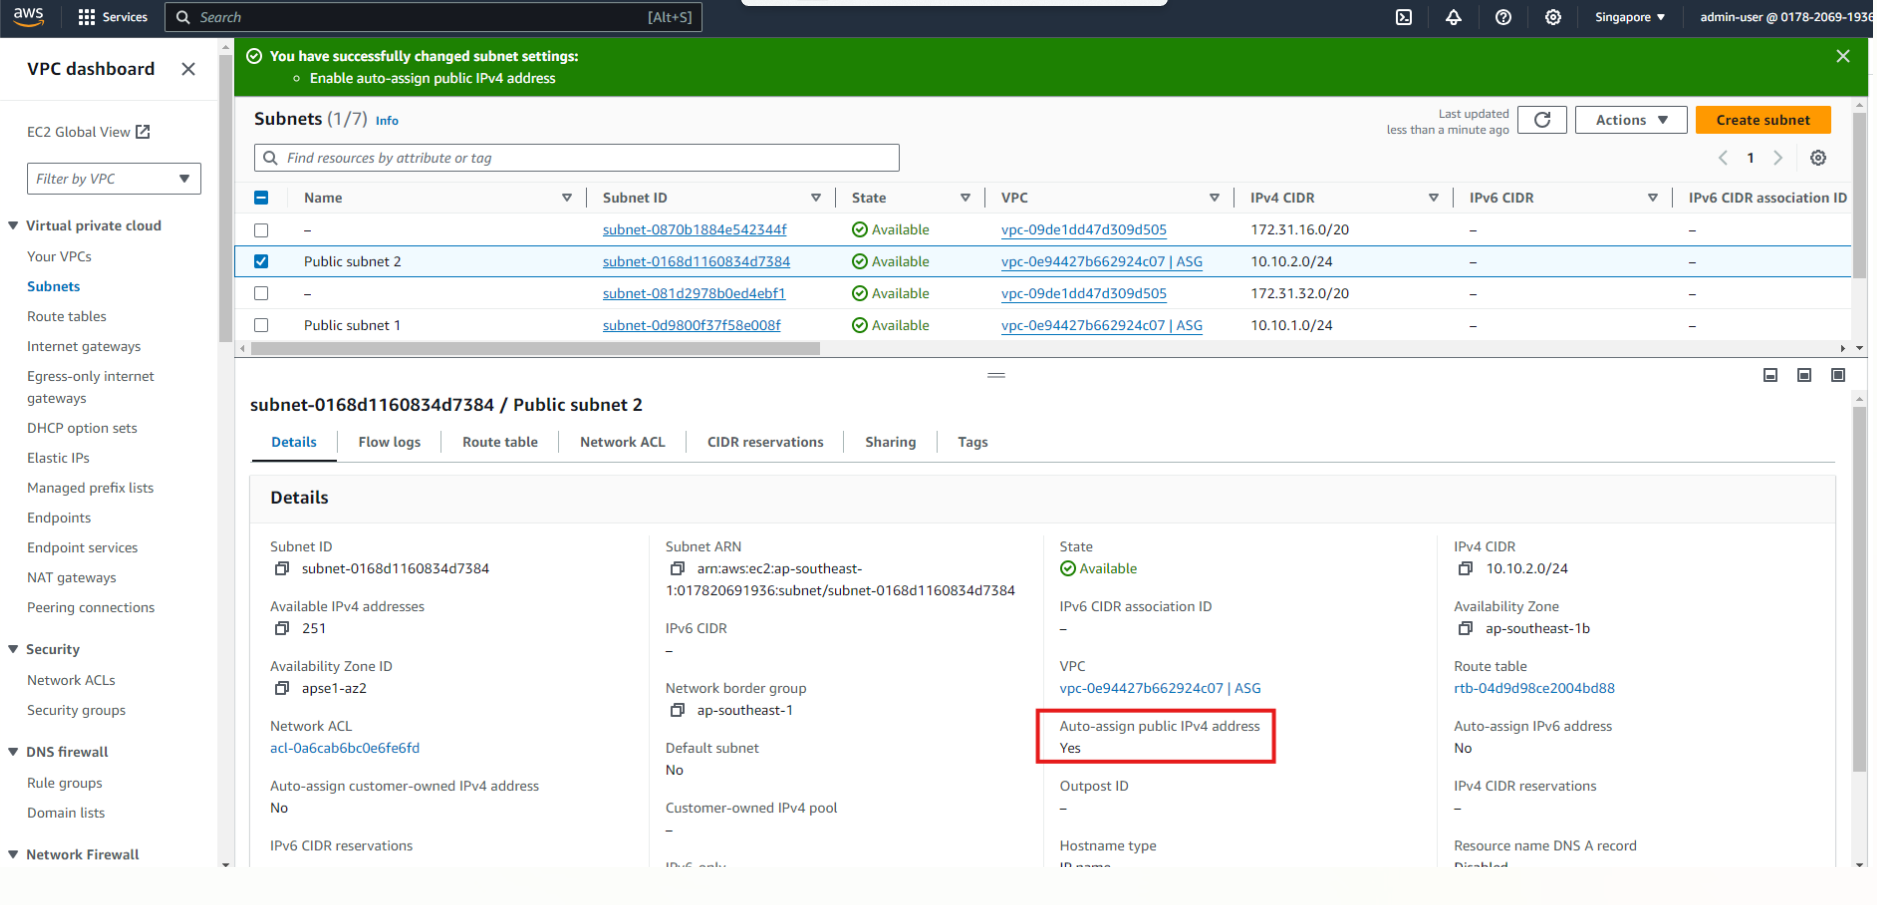 aws Services Search [Alt+S] Singapore ▼ admin-user @ 0178-2069-1936
VPC dashboard
EC2 Global View
Filter by VPC
Virtual private cloud
Your VPCs
Subnets
Route tables
Internet gateways
Egress-only internet
gateways
DHCP option sets
Elastic IPs
Managed prefix lists
Endpoints
Endpoint services
NAT gateways
Peering connections
Security
Network ACLs
Security groups
DNS firewall
Rule groups
Domain lists
Network Firewall
You have successfully changed subnet settings:
Enable auto-assign public IPv4 address
Subnets (1/7) Info
Last updated
less than a minute ago
Actions ▼ Create subnet
Find resources by attribute or tag
1
Name Subnet ID State VPC IPv4 CIDR IPv6 CIDR IPv6 CIDR association ID
– subnet-0870b1884e542344f Available vpc-09de1dd47d309d505 172.31.16.0/20 – –
Public subnet 2 subnet-0168d1160834d7384 Available vpc-0e94427b662924c07 | ASG 10.10.2.0/24 – –
– subnet-081d2978b0ed4ebf1 Available vpc-09de1dd47d309d505 172.31.32.0/20 – –
Public subnet 1 subnet-0d9800f37f58e008f Available vpc-0e94427b662924c07 | ASG 10.10.1.0/24 – –
subnet-0168d1160834d7384 / Public subnet 2
Details Flow logs Route table Network ACL CIDR reservations Sharing Tags
Details
Subnet ID
subnet-0168d1160834d7384
Available IPv4 addresses
251
Availability Zone ID
apse1-az2
Network ACL
acl-0a6cab6bc0e6fe6fd
Auto-assign customer-owned IPv4 address
No
IPv6 CIDR reservations
Subnet ARN
arn:aws:ec2:ap-southeast-
1:017820691936:subnet/subnet-0168d1160834d7384
IPv6 CIDR
–
Network border group
ap-southeast-1
Default subnet
No
Customer-owned IPv4 pool
–
IPv6-only
State
Available
IPv6 CIDR association ID
–
VPC
vpc-0e94427b662924c07 | ASG
Auto-assign public IPv4 address
Yes
Outpost ID
–
Hostname type
IP name
IPv4 CIDR
10.10.2.0/24
Availability Zone
ap-southeast-1b
Route table
rtb-04d9d98ce2004bd88
Auto-assign IPv6 address
No
IPv4 CIDR reservations
–
Resource name DNS A record
Disabled